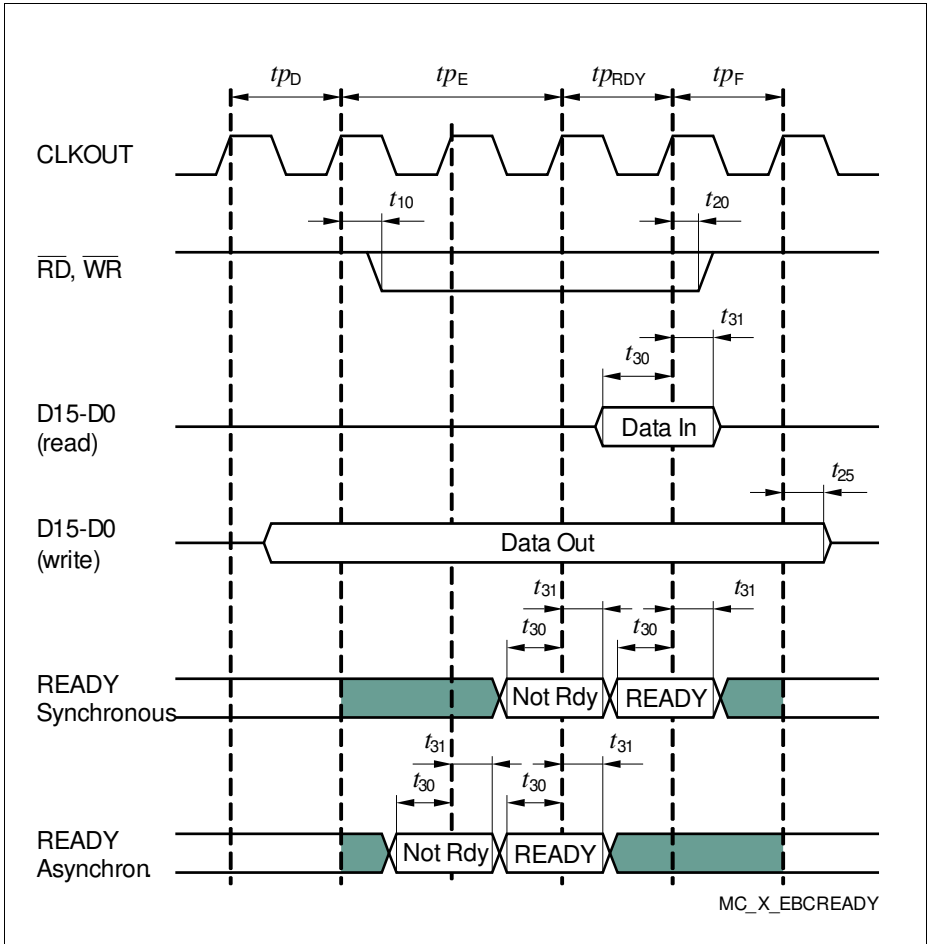 tpD tpE tpRDY tpF
CLKOUT
t10 t20
RD, WR
t31
t30
D15-D0
(read)
Data In
t25
D15-D0
(write)
Data Out
t31 t31
t30 t30
READY
Synchronous
Not Rdy READY
t31 t31
t30 t30
READY
Asynchron.
Not Rdy READY
MC_X_EBCREADY